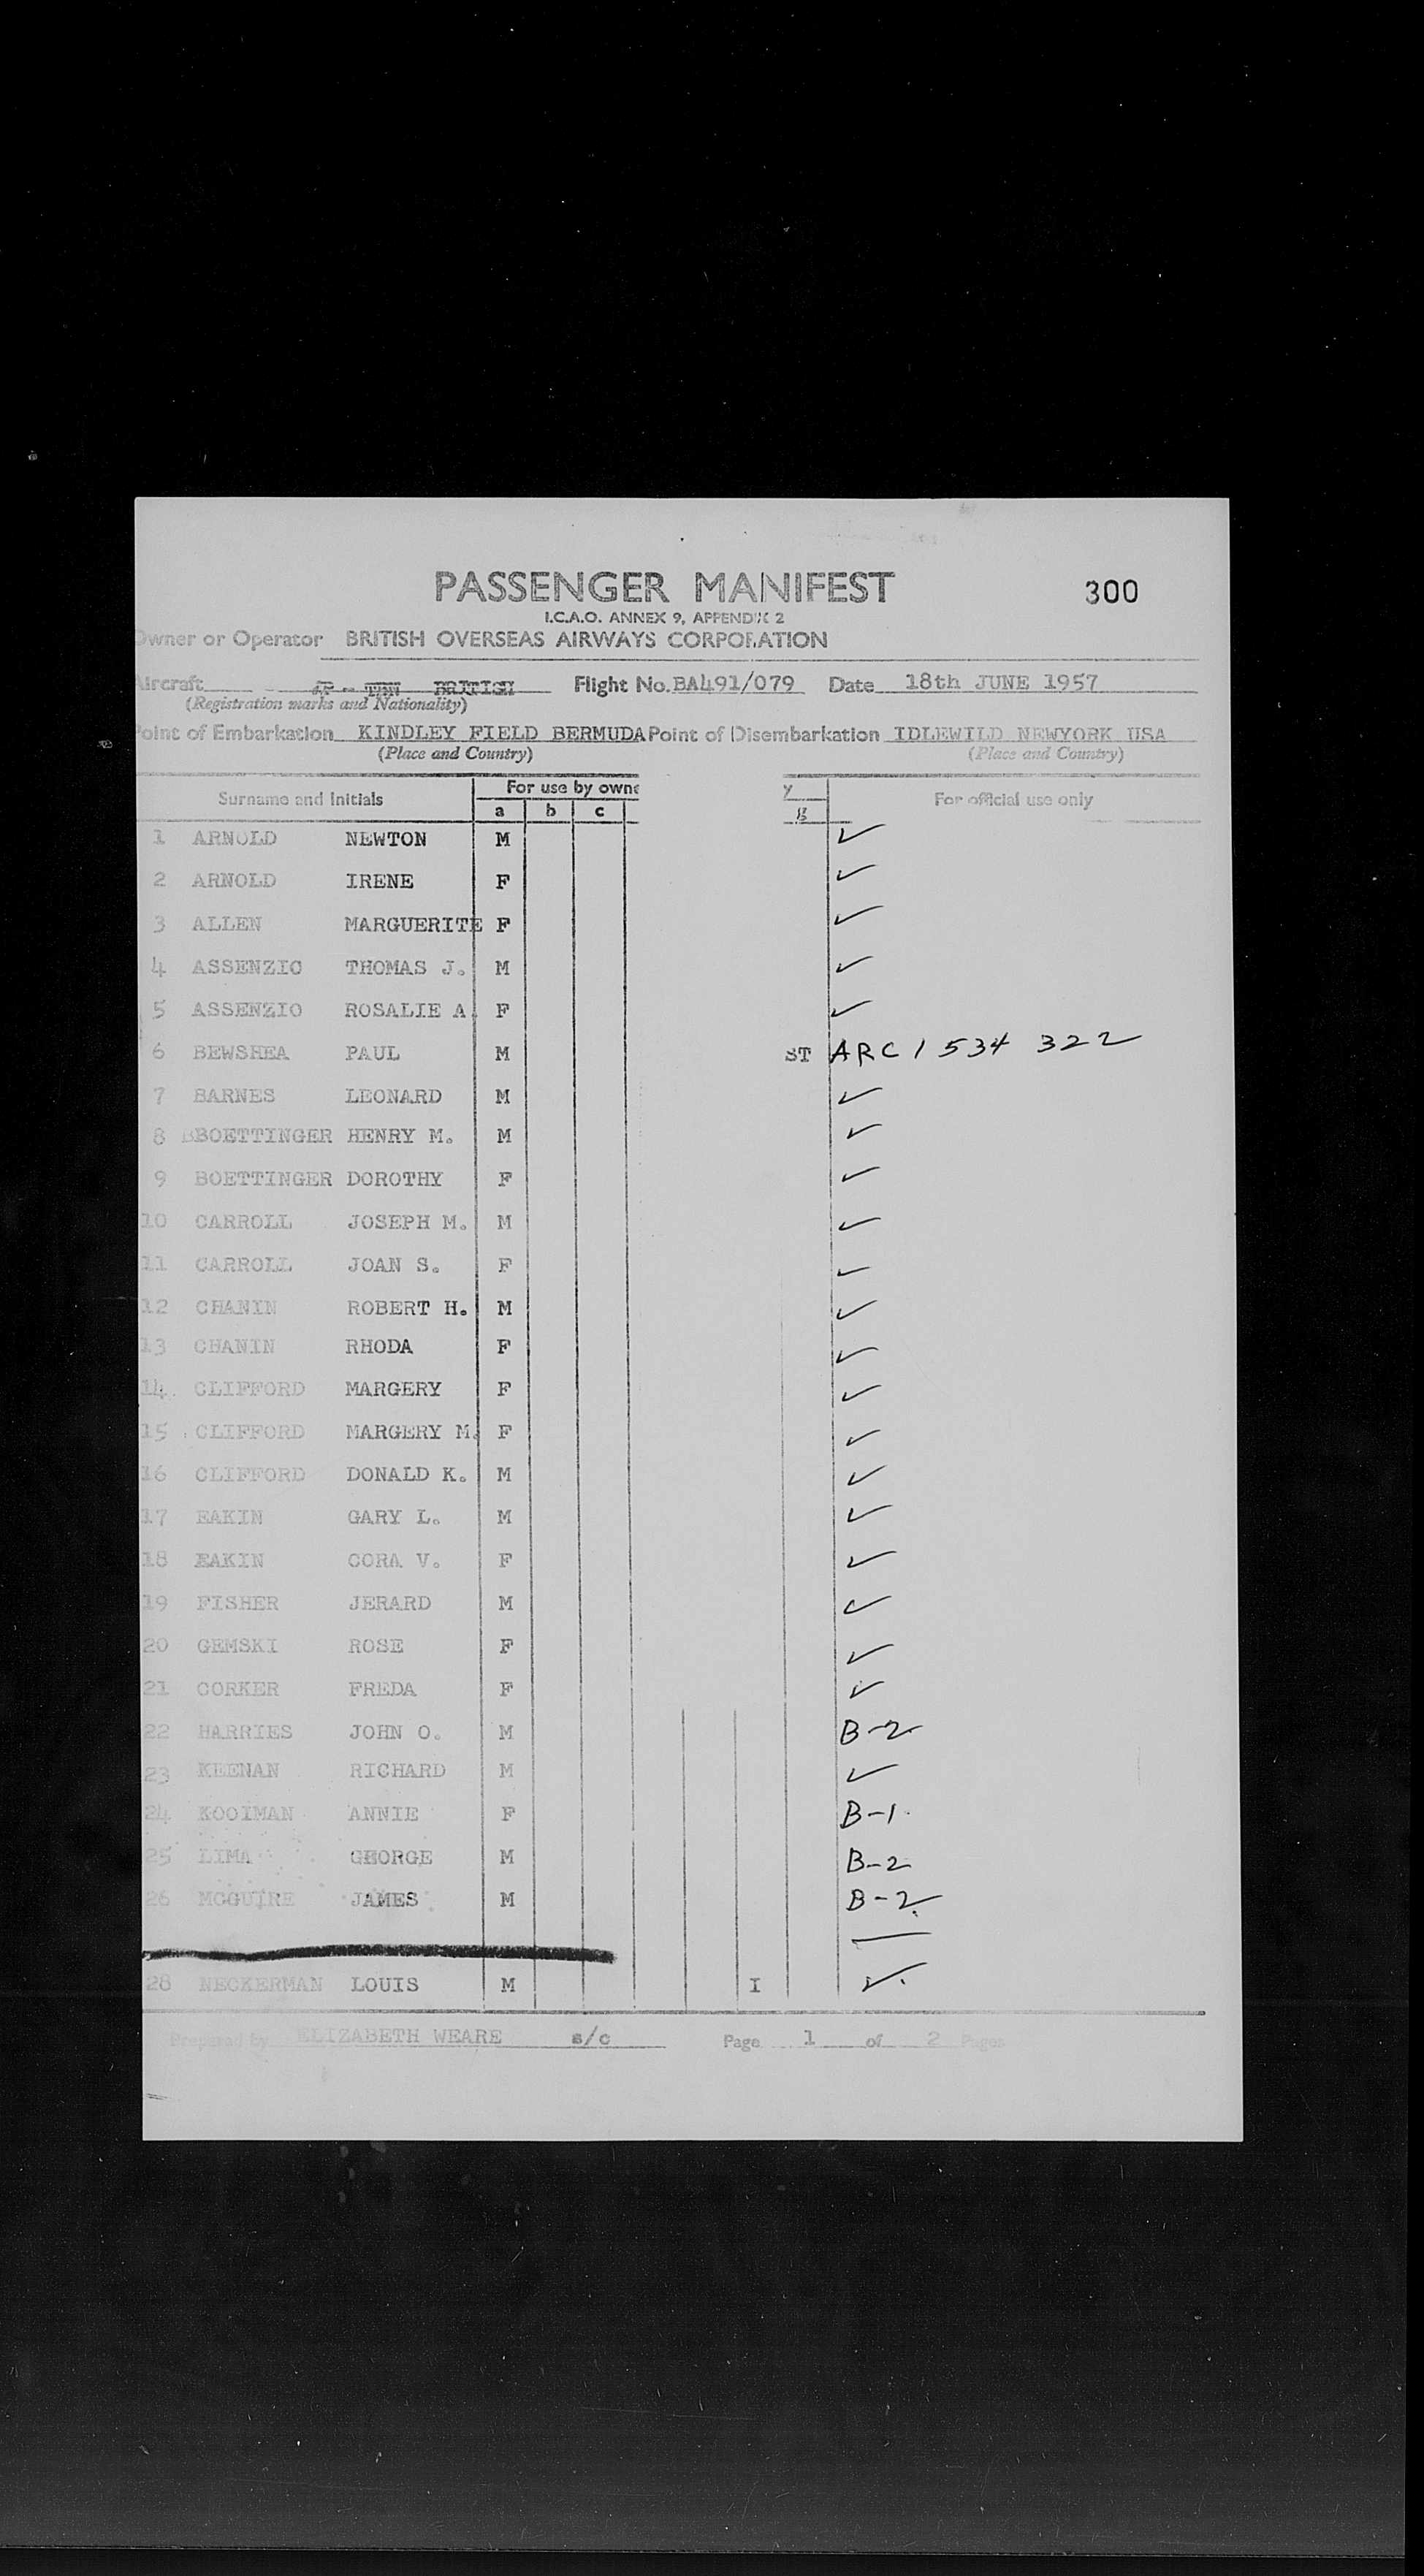 PASSENGER MANIFEST 300
I.C.A.O. ANNEX 9, APPENDIX 2
Owner or Operator BRITISH OVERSEAS AIRWAYS CORPORATION
Aircraft BRITISH Flight No. BA491/079 Date 18th JUNE 1957
(Registration marks and Nationality)
Point of Embarkation KINDLEY FIELD BERMUDA Point of Disembarkation IDLEWILD NEWYORK USA
(Place and Country) (Place and Country)
Surname and Initials For use by owne y For official use only
a b c g
1 ARNOLD NEWTON M ✓
2 ARNOLD IRENE F ✓
3 ALLEN MARGUERITE F ✓
4 ASSENZIO THOMAS J. M ✓
5 ASSENZIO ROSALIE A. F ✓
6 BEWSHEA PAUL M ST ARC 1 534 322
7 BARNES LEONARD M ✓
8 BBOETTINGER HENRY M. M ✓
9 BOETTINGER DOROTHY F ✓
10 CARROLL JOSEPH M. M ✓
11 CARROLL JOAN S. F ✓
12 CHANIN ROBERT H. M ✓
13 CHANIN RHODA F ✓
14. CLIFFORD MARGERY F ✓
15 CLIFFORD MARGERY M. F ✓
16 CLIFFORD DONALD K. M ✓
17 EAKIN GARY L. M ✓
18 EAKIN CORA V. F ✓
19 FISHER JERARD M ✓
20 GEMSKI ROSE F ✓
21 CORKER FREDA F ✓
22 HARRIES JOHN O. M B-2
23 KEENAN RICHARD M ✓
24 KOOIMAN ANNIE F B-1
25 LIMA GEORGE M B-2
26 MCGUIRE JAMES M B-2
28 NECKERMAN LOUIS M I ✓
Prepared by ELIZABETH WEARE s/c Page 1 of 2 Pages